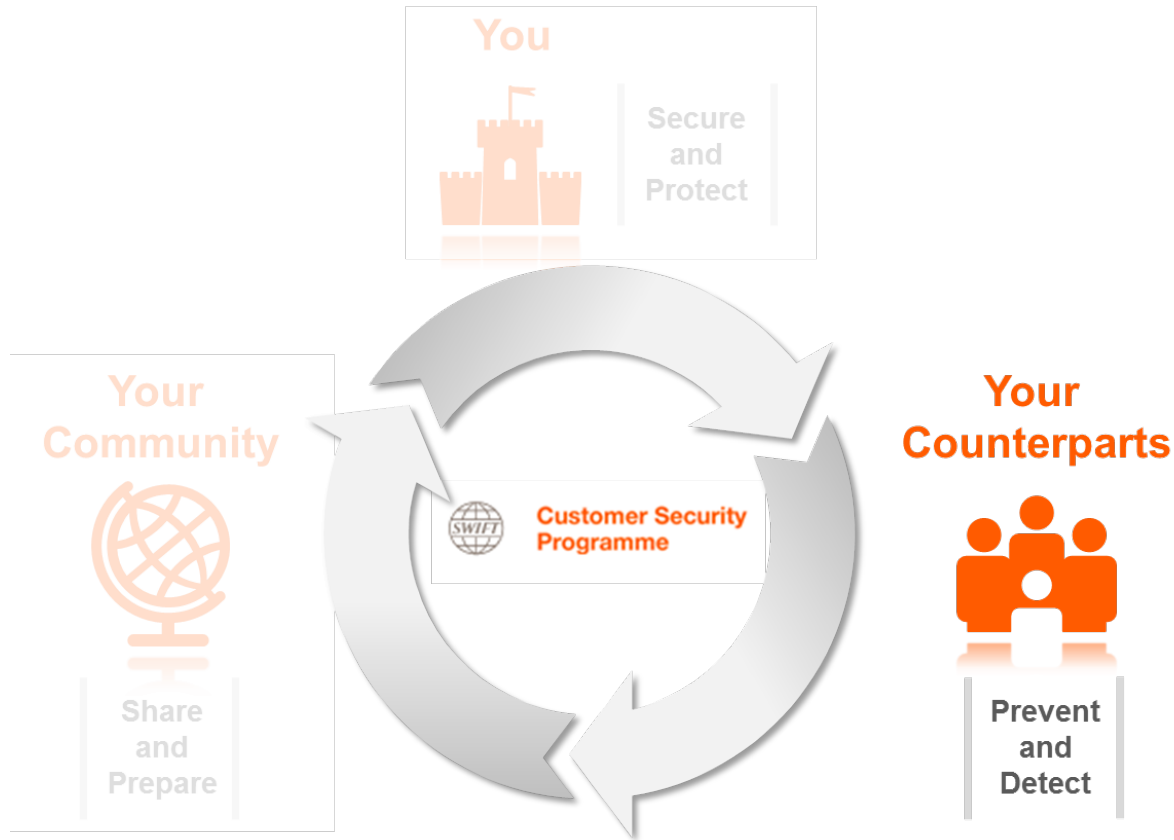 You
Secure
and
Protect
Your
Community
Share
and
Prepare
SWIFT
Customer Security
Programme
Your
Counterparts
Prevent
and
Detect